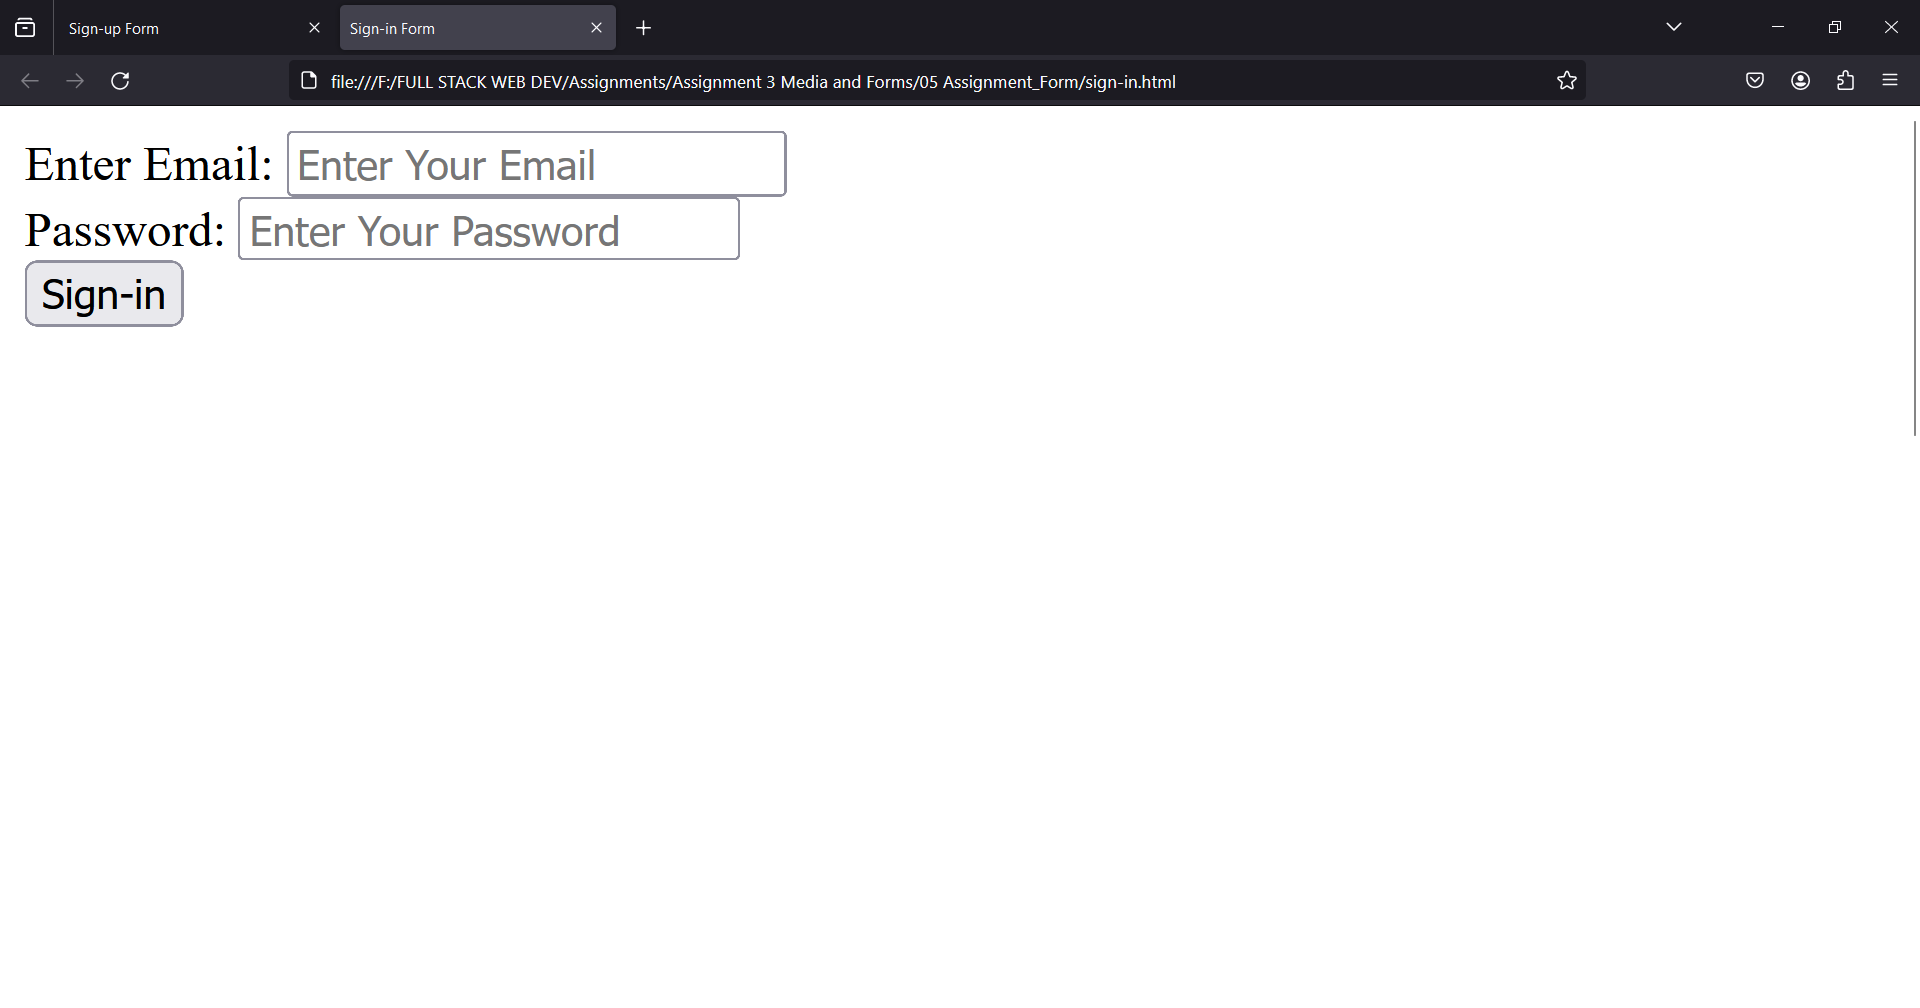 Sign-up Form
Sign-in Form
file:///F:/FULL STACK WEB DEV/Assignments/Assignment 3 Media and Forms/05 Assignment_Form/sign-in.html
Enter Email: Enter Your Email
Password: Enter Your Password
Sign-in